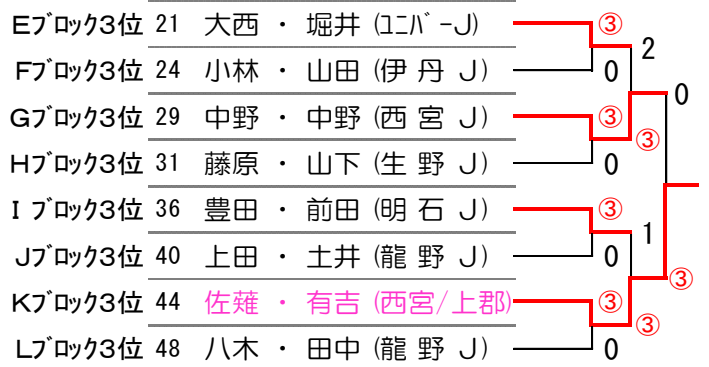 Eブロック3位 21 大西 ・ 堀井 (ユニバーJ) ③
2
Fブロック3位 24 小林 ・ 山田 (伊 丹 J) 0
0
Gブロック3位 29 中野 ・ 中野 (西 宮 J) ③
③
Hブロック3位 31 藤原 ・ 山下 (生 野 J) 0
I ブロック3位 36 豊田 ・ 前田 (明 石 J) ③
1
Jブロック3位 40 上田 ・ 土井 (龍 野 J) 0
③
Kブロック3位 44 佐薙 ・ 有吉 (西宮/上郡) ③
③
Lブロック3位 48 八木 ・ 田中 (龍 野 J) 0